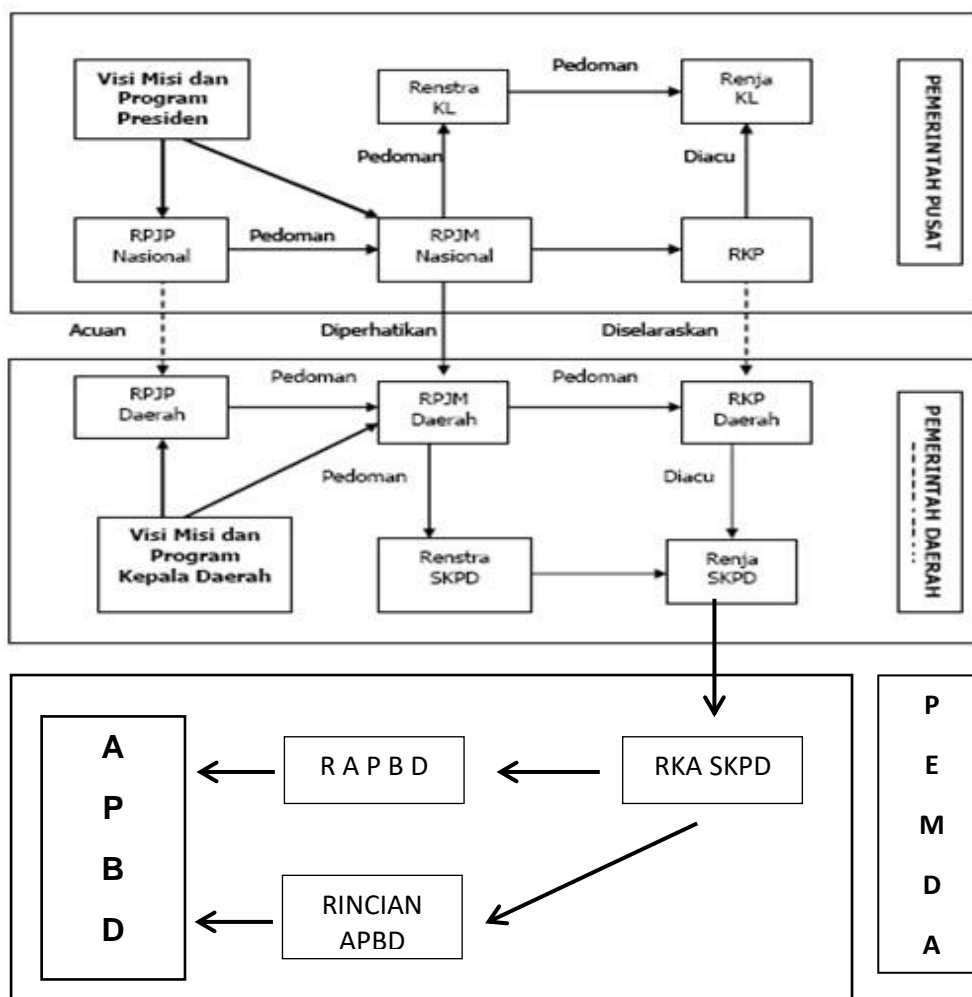 Visi Misi dan
Program
Presiden
Renstra
KL
Pedoman
Renja
KL
Pedoman
Diacu
RPJP
Nasional
Pedoman
RPJM
Nasional
RKP
PEMERINTAH PUSAT
Acuan
Diperhatikan
Diselaraskan
RPJP
Daerah
Pedoman
RPJM
Daerah
Pedoman
RKP
Daerah
Pedoman
Diacu
Visi Misi dan
Program
Kepala Daerah
Renstra
SKPD
Renja
SKPD
PEMERINTAH DAERAH
A
P
B
D
R A P B D
RKA SKPD
RINCIAN
APBD
P
E
M
D
A